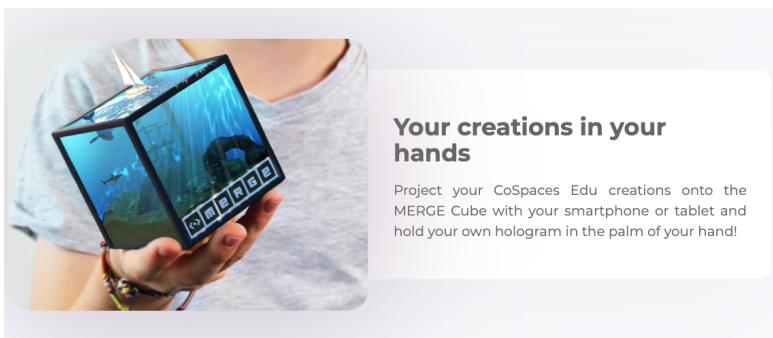 MERGE
Your creations in your
hands
Project your CoSpaces Edu creations onto the
MERGE Cube with your smartphone or tablet and
hold your own hologram in the palm of your hand!